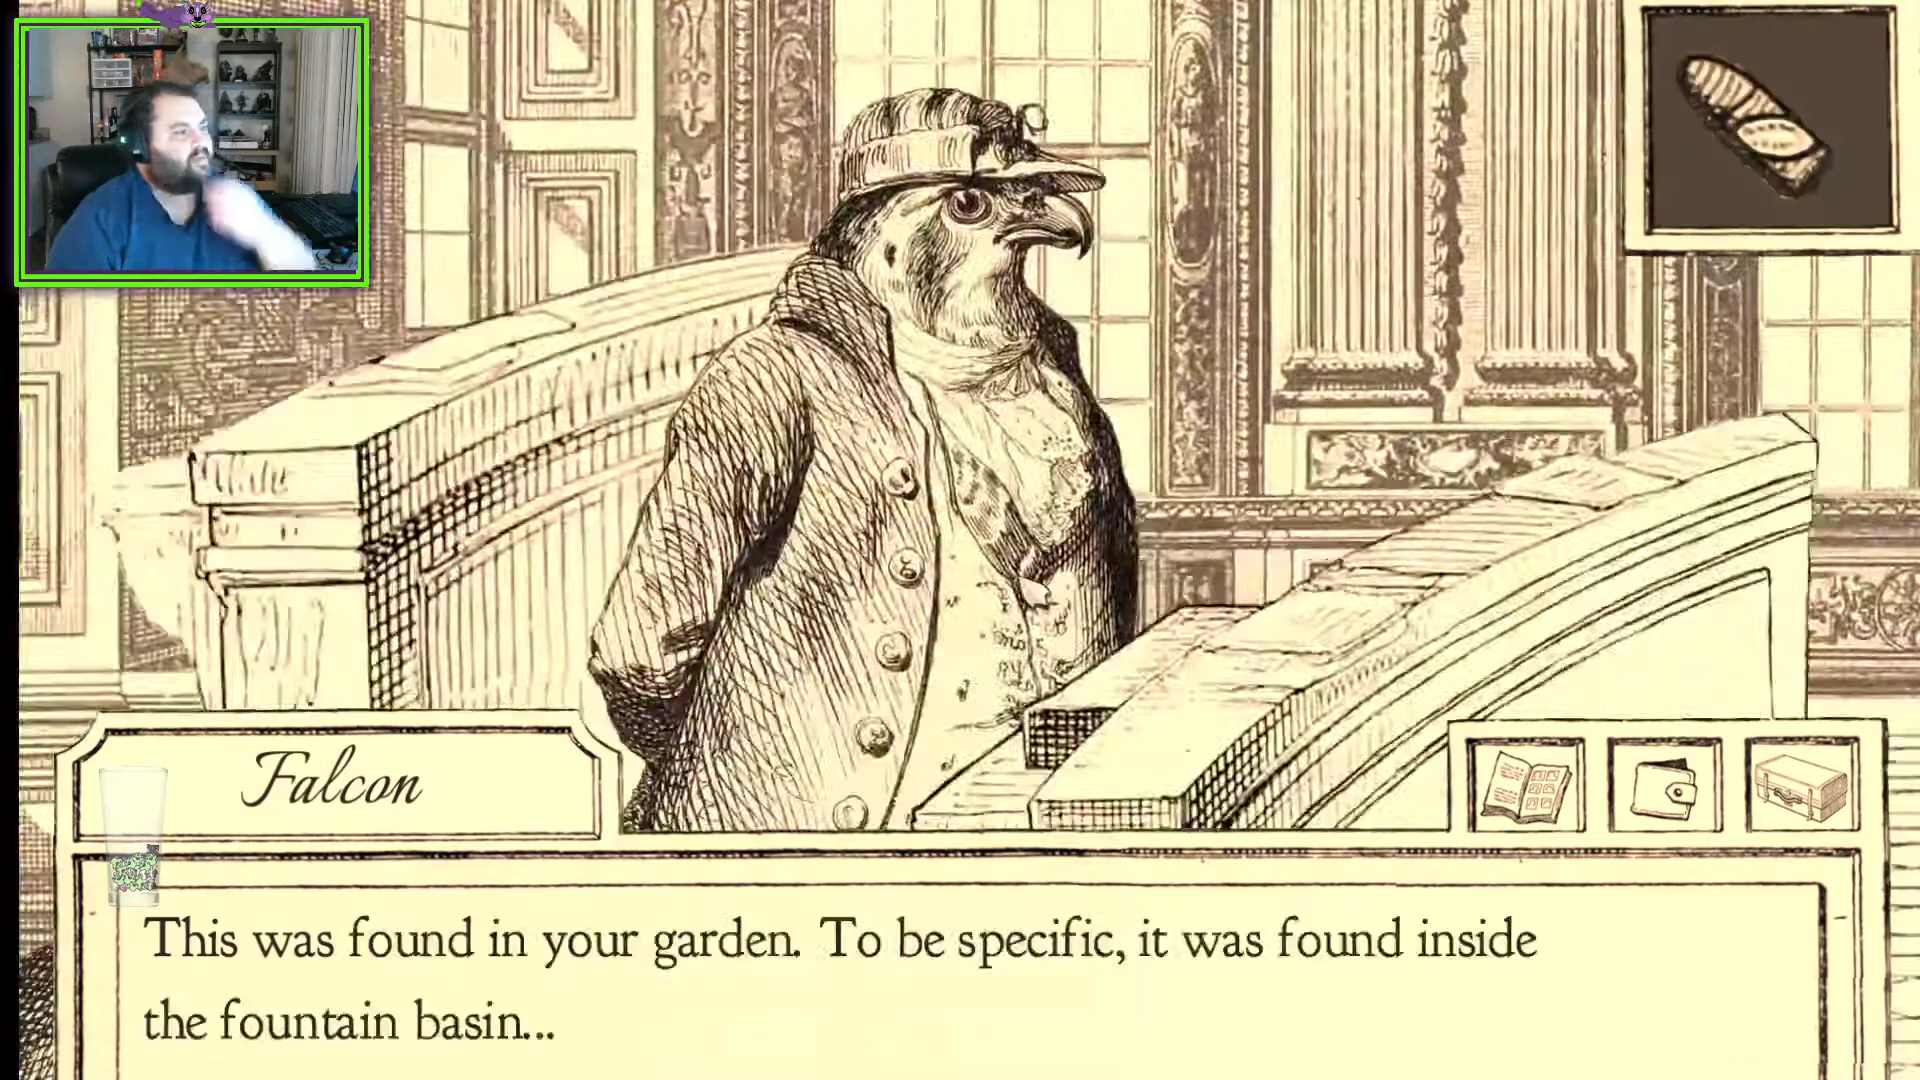 Falcon
This was found in your garden. To be specific, it was found inside
the fountain basin...